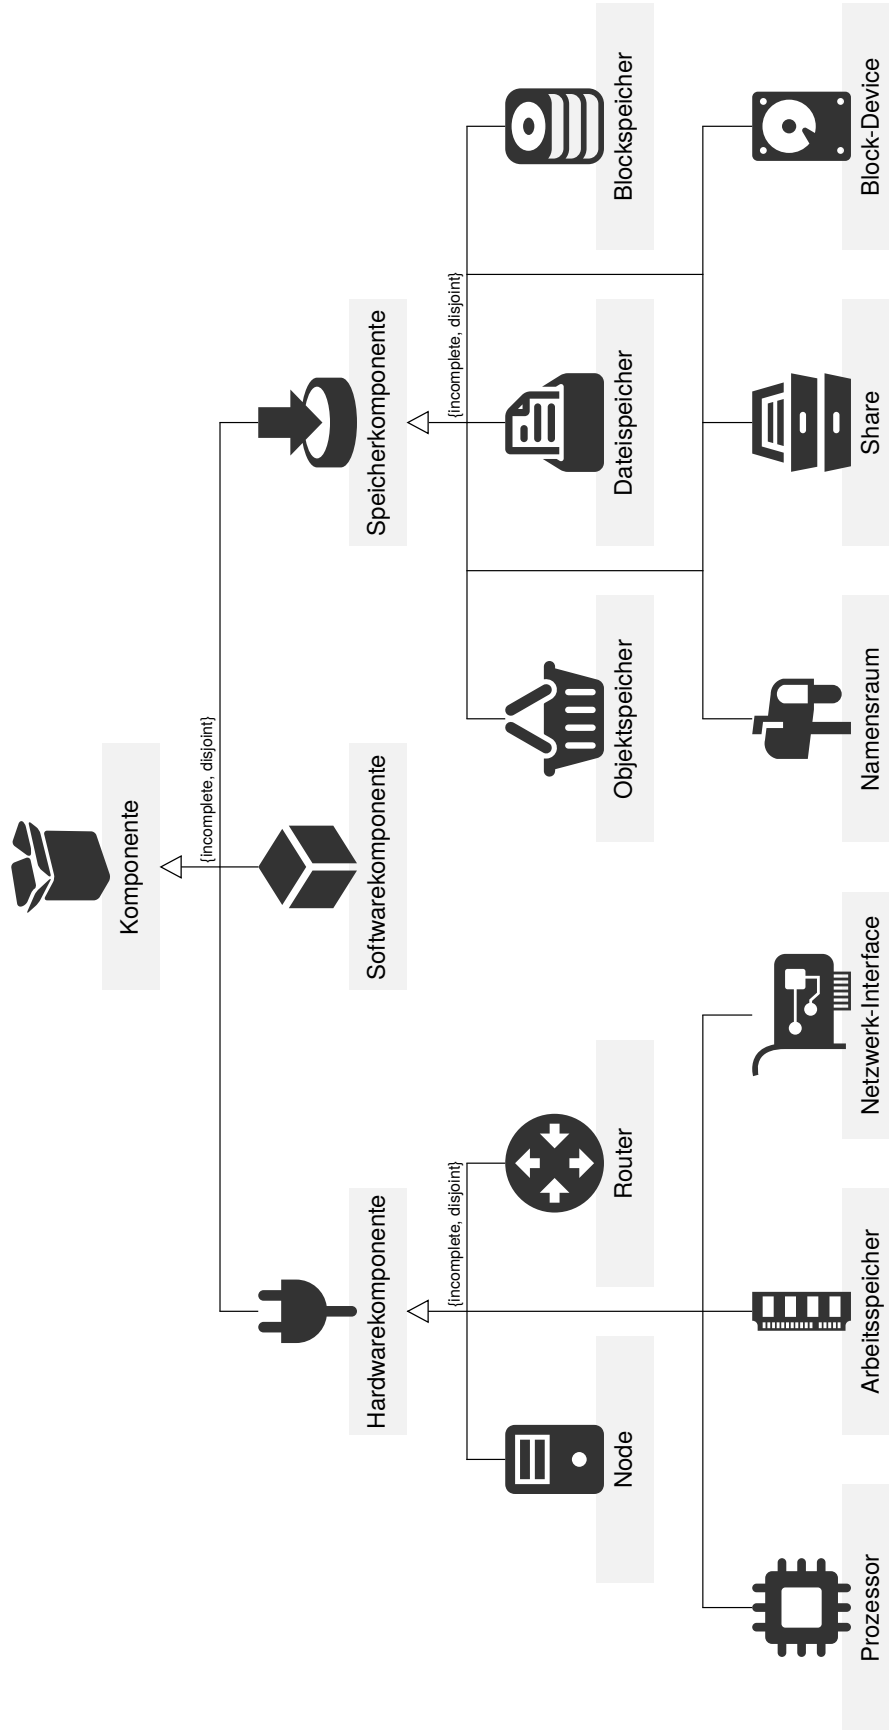 Komponente
{incomplete, disjoint}
Hardwarekomponente
Softwarekomponente
Speicherkomponente
{incomplete, disjoint}
{incomplete, disjoint}
Node
Router
Objektspeicher
Dateispeicher
Blockspeicher
Prozessor
Arbeitsspeicher
Netzwerk-Interface
Namensraum
Share
Block-Device